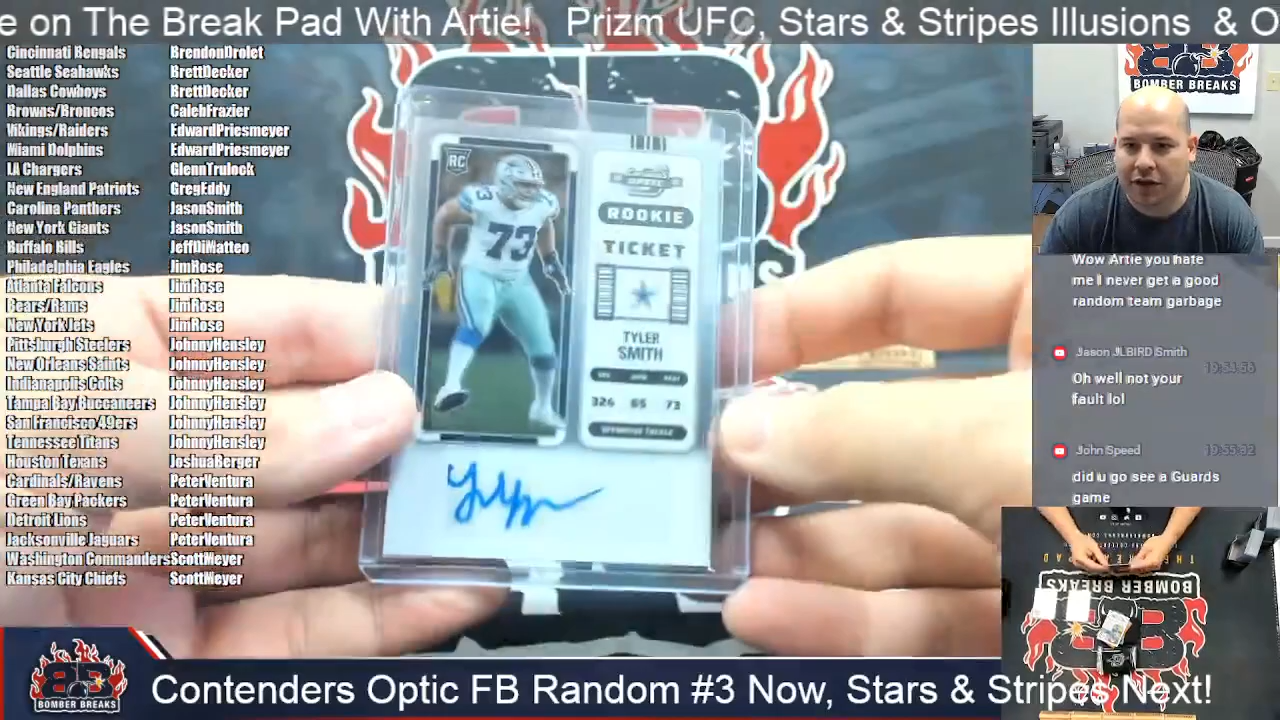 e on The Break Pad With Artie! Prizm UFC, Stars & Stripes Illusions & O
Cincinnati Bengals BrendonDrolet
Seattle Seahawks BrettDecker
Dallas Cowboys BrettDecker
Browns/Broncos CalebFrazier
Vikings/Raiders EdwardPriesmeyer
Miami Dolphins EdwardPriesmeyer
LA Chargers GlennTrulock
New England Patriots GregEddy
Carolina Panthers JasonSmith
New York Giants JasonSmith
Buffalo Bills JeffDiMatteo
Philadelphia Eagles JimRose
Atlanta Falcons JimRose
Bears/Rams JimRose
New York Jets JimRose
Pittsburgh Steelers JohnnyHensley
New Orleans Saints JohnnyHensley
Indianapolis Colts JohnnyHensley
Tampa Bay Buccaneers JohnnyHensley
San Francisco 49ers JohnnyHensley
Tennessee Titans JohnnyHensley
Houston Texans JoshuaBerger
Cardinals/Ravens PeterVentura
Green Bay Packers PeterVentura
Detroit Lions PeterVentura
Jacksonville Jaguars PeterVentura
Washington Commanders ScottMeyer
Kansas City Chiefs ScottMeyer
RC
73
ROOKIE
TICKET
TYLER
SMITH
326 65 73
OFFENSIVE TACKLE
BOMBER BREAKS
Wow Artie you hate
me I never get a good
random team garbage
Jason JLBIRD Smith
Oh well not your
fault lol
John Speed
did u go see a Guards
game
BOMBER BREAKS
BOMBER BREAKS
Contenders Optic FB Random #3 Now, Stars & Stripes Next!